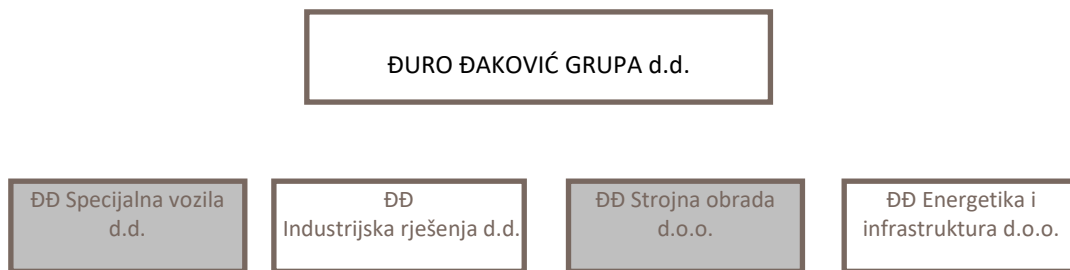 ĐURO ĐAKOVIĆ GRUPA d.d.
ĐĐ Specijalna vozila
d.d.
ĐĐ
Industrijska rješenja d.d.
ĐĐ Strojna obrada
d.o.o.
ĐĐ Energetika i
infrastruktura d.o.o.